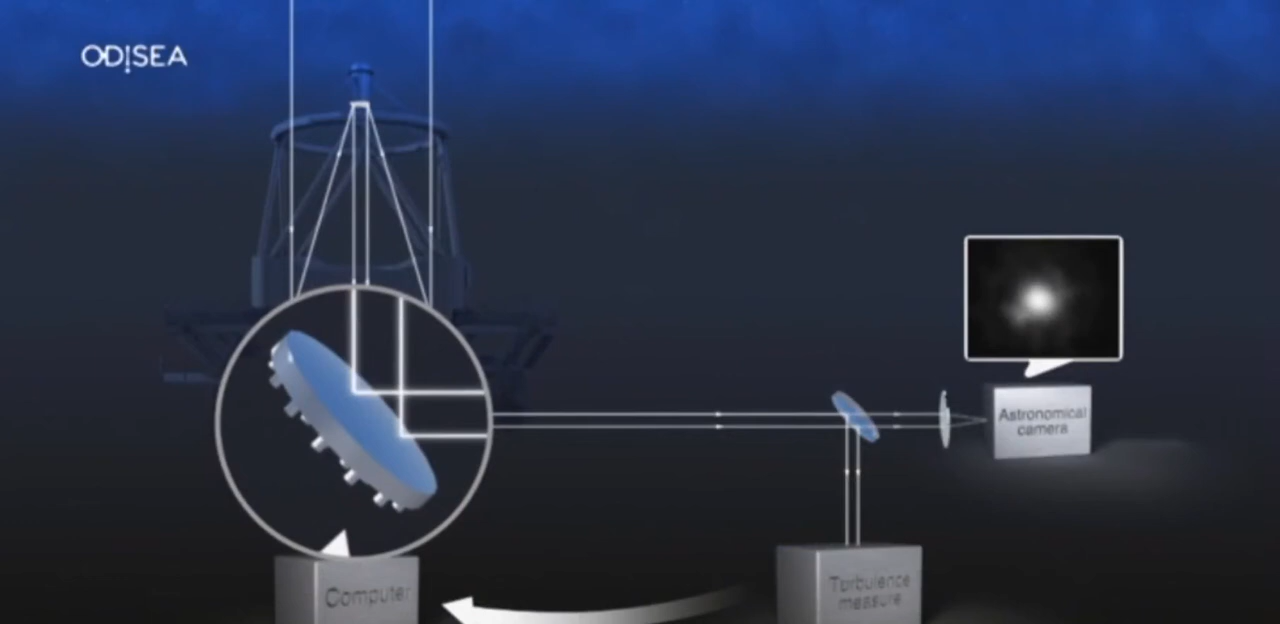 ODISEA
Astronomical
camera
Computer
Turbulence
measure